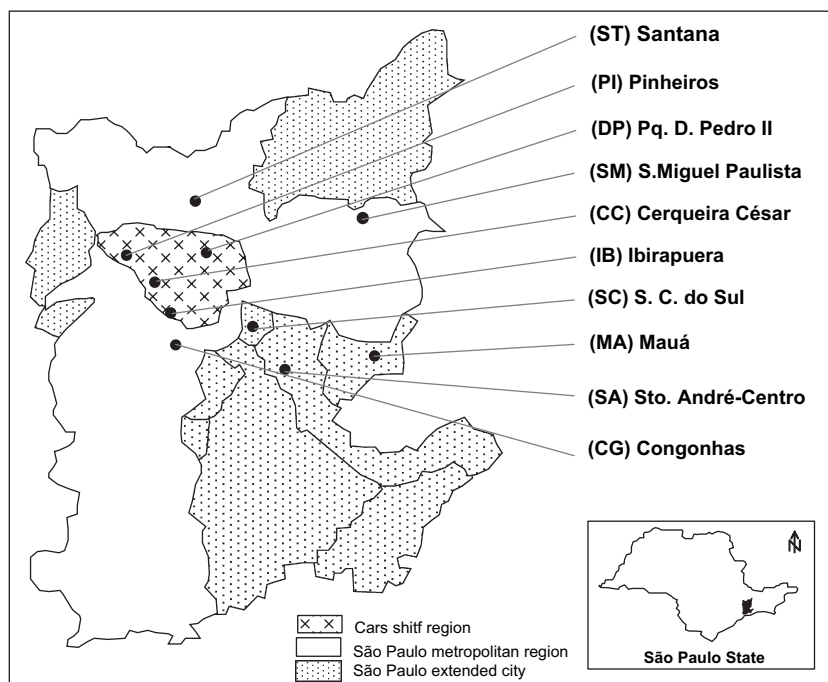 (ST) Santana
(PI) Pinheiros
(DP) Pq. D. Pedro II
(SM) S.Miguel Paulista
(CC) Cerqueira César
(IB) Ibirapuera
(SC) S. C. do Sul
(MA) Mauá
(SA) Sto. André-Centro
(CG) Congonhas
N
São Paulo State
Cars shitf region
São Paulo metropolitan region
São Paulo extended city